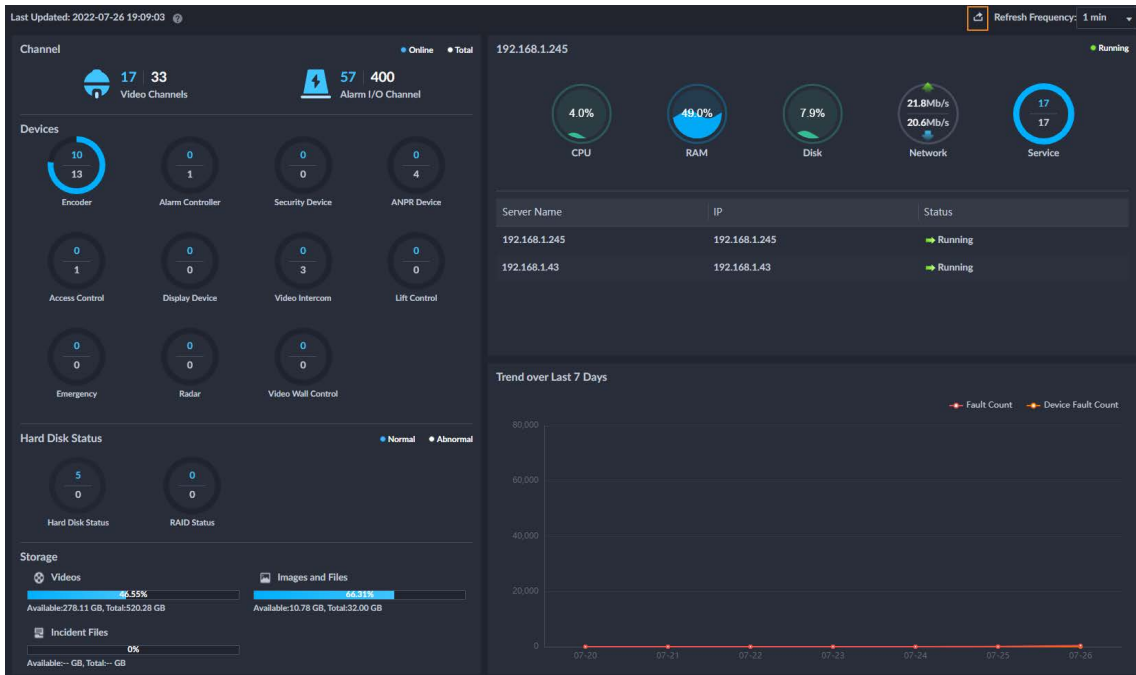 Last Updated: 2022-07-26 19:09:03 ?
Refresh Frequency: 1 min
Channel
Online Total
17 33
Video Channels
57 400
Alarm I/O Channel
Devices
10 0 0 0
13 1 0 4
Encoder Alarm Controller Security Device ANPR Device
0 0 0 0
1 0 3 0
Access Control Display Device Video Intercom Lift Control
0 0 0
0 0 0
Emergency Radar Video Wall Control
Hard Disk Status
Normal Abnormal
5 0
0 0
Hard Disk Status RAID Status
Storage
Videos
46.55%
Available:278.11 GB, Total:520.28 GB
Images and Files
66.31%
Available:10.78 GB, Total:32.00 GB
Incident Files
0%
Available:-- GB, Total:-- GB
192.168.1.245
Running
4.0% 49.0% 7.9%
21.8Mb/s
20.6Mb/s
17
17
CPU RAM Disk Network Service
Server Name IP Status
192.168.1.245 192.168.1.245 Running
192.168.1.43 192.168.1.43 Running
Trend over Last 7 Days
Fault Count Device Fault Count
80,000
60,000
40,000
20,000
0
07-20 07-21 07-22 07-23 07-24 07-25 07-26